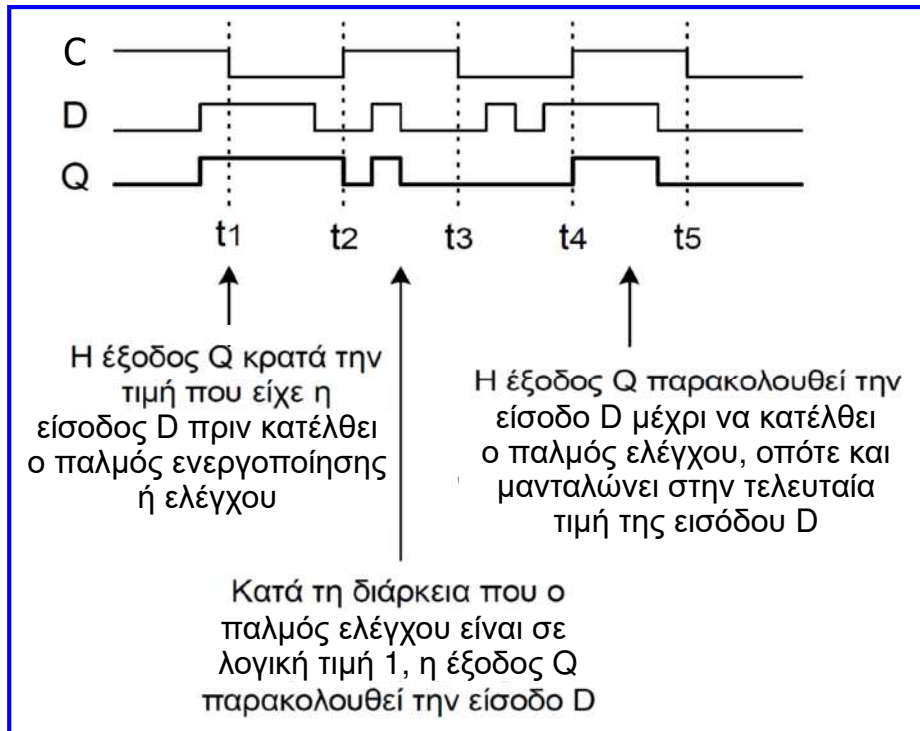 C
D
Q
t1 t2 t3 t4 t5
Η έξοδος Q κρατά την
τιμή που είχε η
είσοδος D πριν κατέλθει
ο παλμός ενεργοποίησης
ή ελέγχου
Η έξοδος Q παρακολουθεί την
είσοδο D μέχρι να κατέλθει
ο παλμός ελέγχου, οπότε και
μανταλώνει στην τελευταία
τιμή της εισόδου D
Κατά τη διάρκεια που ο
παλμός ελέγχου είναι σε
λογική τιμή 1, η έξοδος Q
παρακολουθεί την είσοδο D